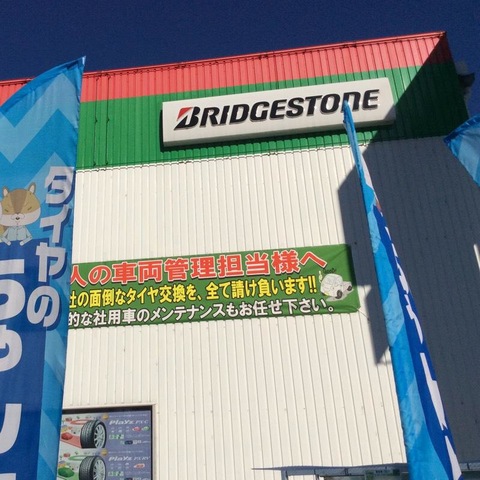 BRIDGESTONE
タイヤの
人の車両管理担当様へ
社の面倒なタイヤ交換を、全て請け負います!!
的な社用車のメンテナンスもお任せ下さい。
Playz
Playz